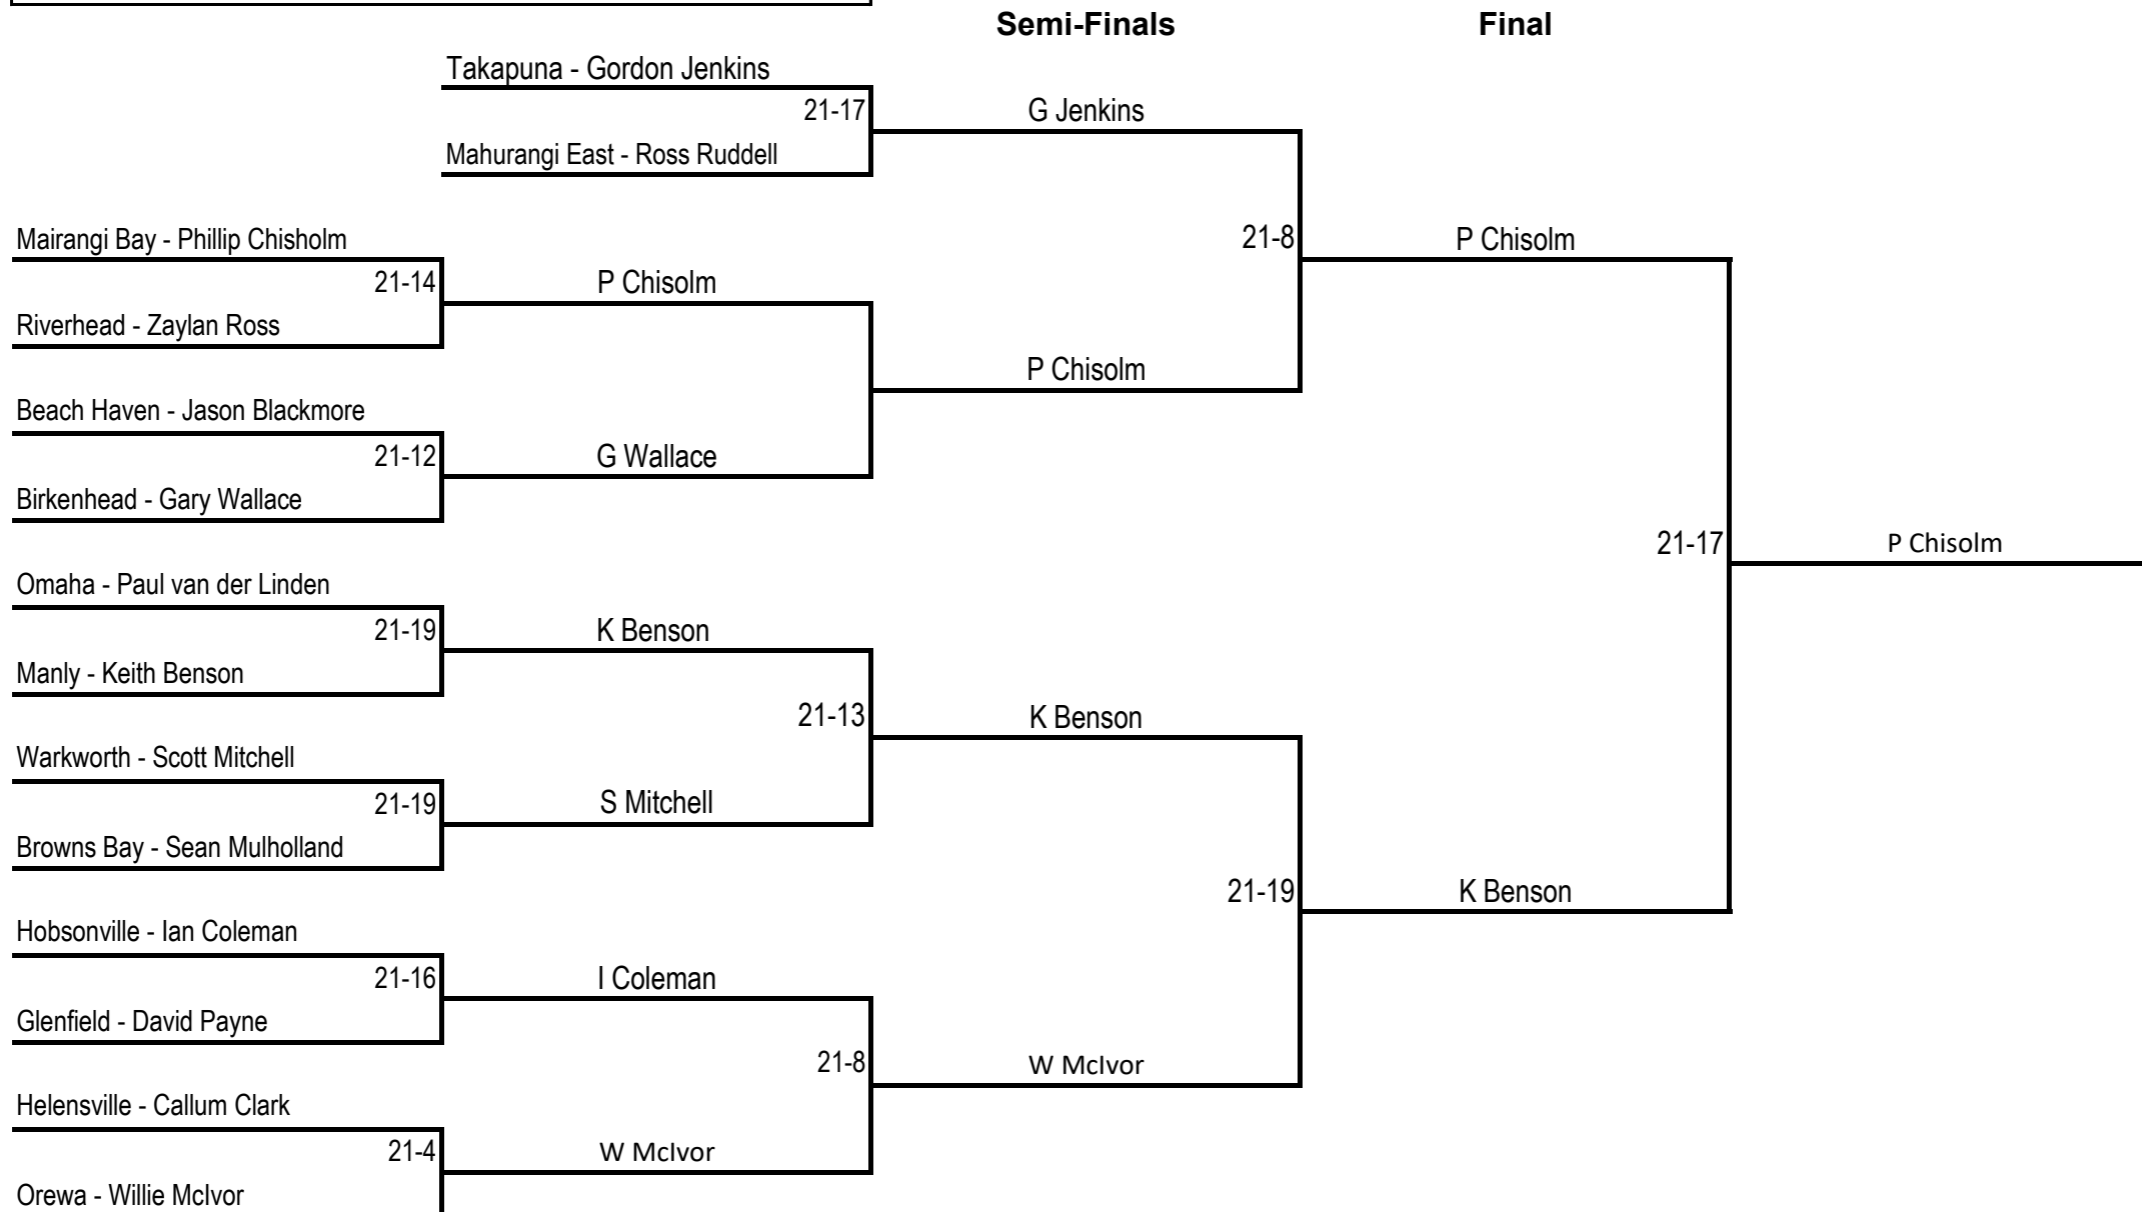 Semi-Finals Final
Takapuna - Gordon Jenkins
21-17 G Jenkins
Mahurangi East - Ross Ruddell
Mairangi Bay - Phillip Chisholm 21-8 P Chisolm
21-14 P Chisolm
Riverhead - Zaylan Ross
P Chisolm
Beach Haven - Jason Blackmore
21-12 G Wallace
Birkenhead - Gary Wallace
21-17 P Chisolm
Omaha - Paul van der Linden
21-19 K Benson
Manly - Keith Benson
21-13 K Benson
Warkworth - Scott Mitchell
21-19 S Mitchell
Browns Bay - Sean Mulholland
21-19 K Benson
Hobsonville - Ian Coleman
21-16 I Coleman
Glenfield - David Payne
21-8 W McIvor
Helensville - Callum Clark
21-4 W McIvor
Orewa - Willie McIvor